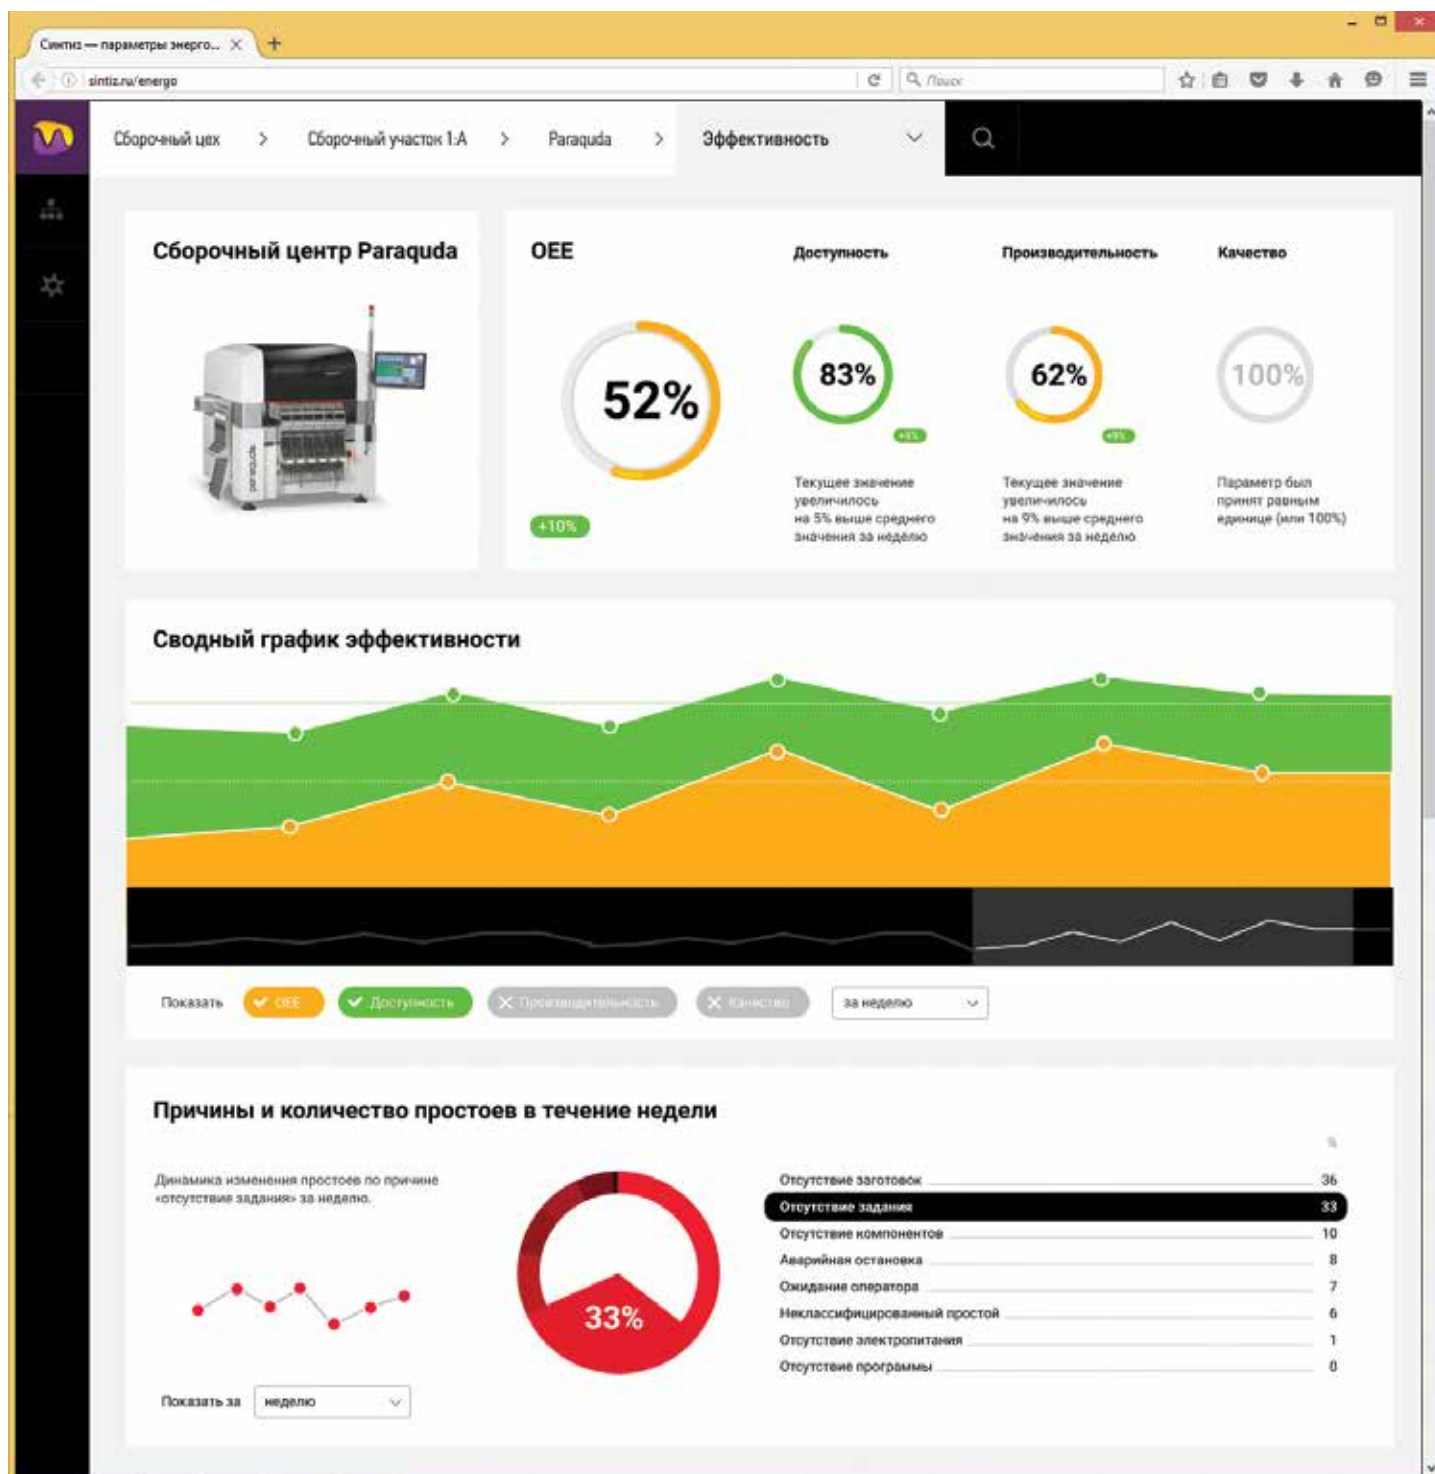 Синтиз — параметры энерго...
sintiz.ru/energo
Поиск
Сборочный цех > Сборочный участок 1:А > Paraquda > Эффективность
Сборочный центр Paraquda
paraquda
OEE
52%
+10%
Доступность
83%
+5%
Текущее значение
увеличилось
на 5% выше среднего
значения за неделю
Производительность
62%
+9%
Текущее значение
увеличилось
на 9% выше среднего
значения за неделю
Качество
100%
Параметр был
принят равным
единице (или 100%)
Сводный график эффективности
Показать OEE Доступность Производительность Качество за неделю
Причины и количество простоев в течение недели
Динамика изменения простоев по причине
«отсутствие задания» за неделю.
Показать за неделю
33%
%
Отсутствие заготовок 36
Отсутствие задания 33
Отсутствие компонентов 10
Аварийная остановка 8
Ожидание оператора 7
Неклассифицированный простой 6
Отсутствие электропитания 1
Отсутствие программы 0